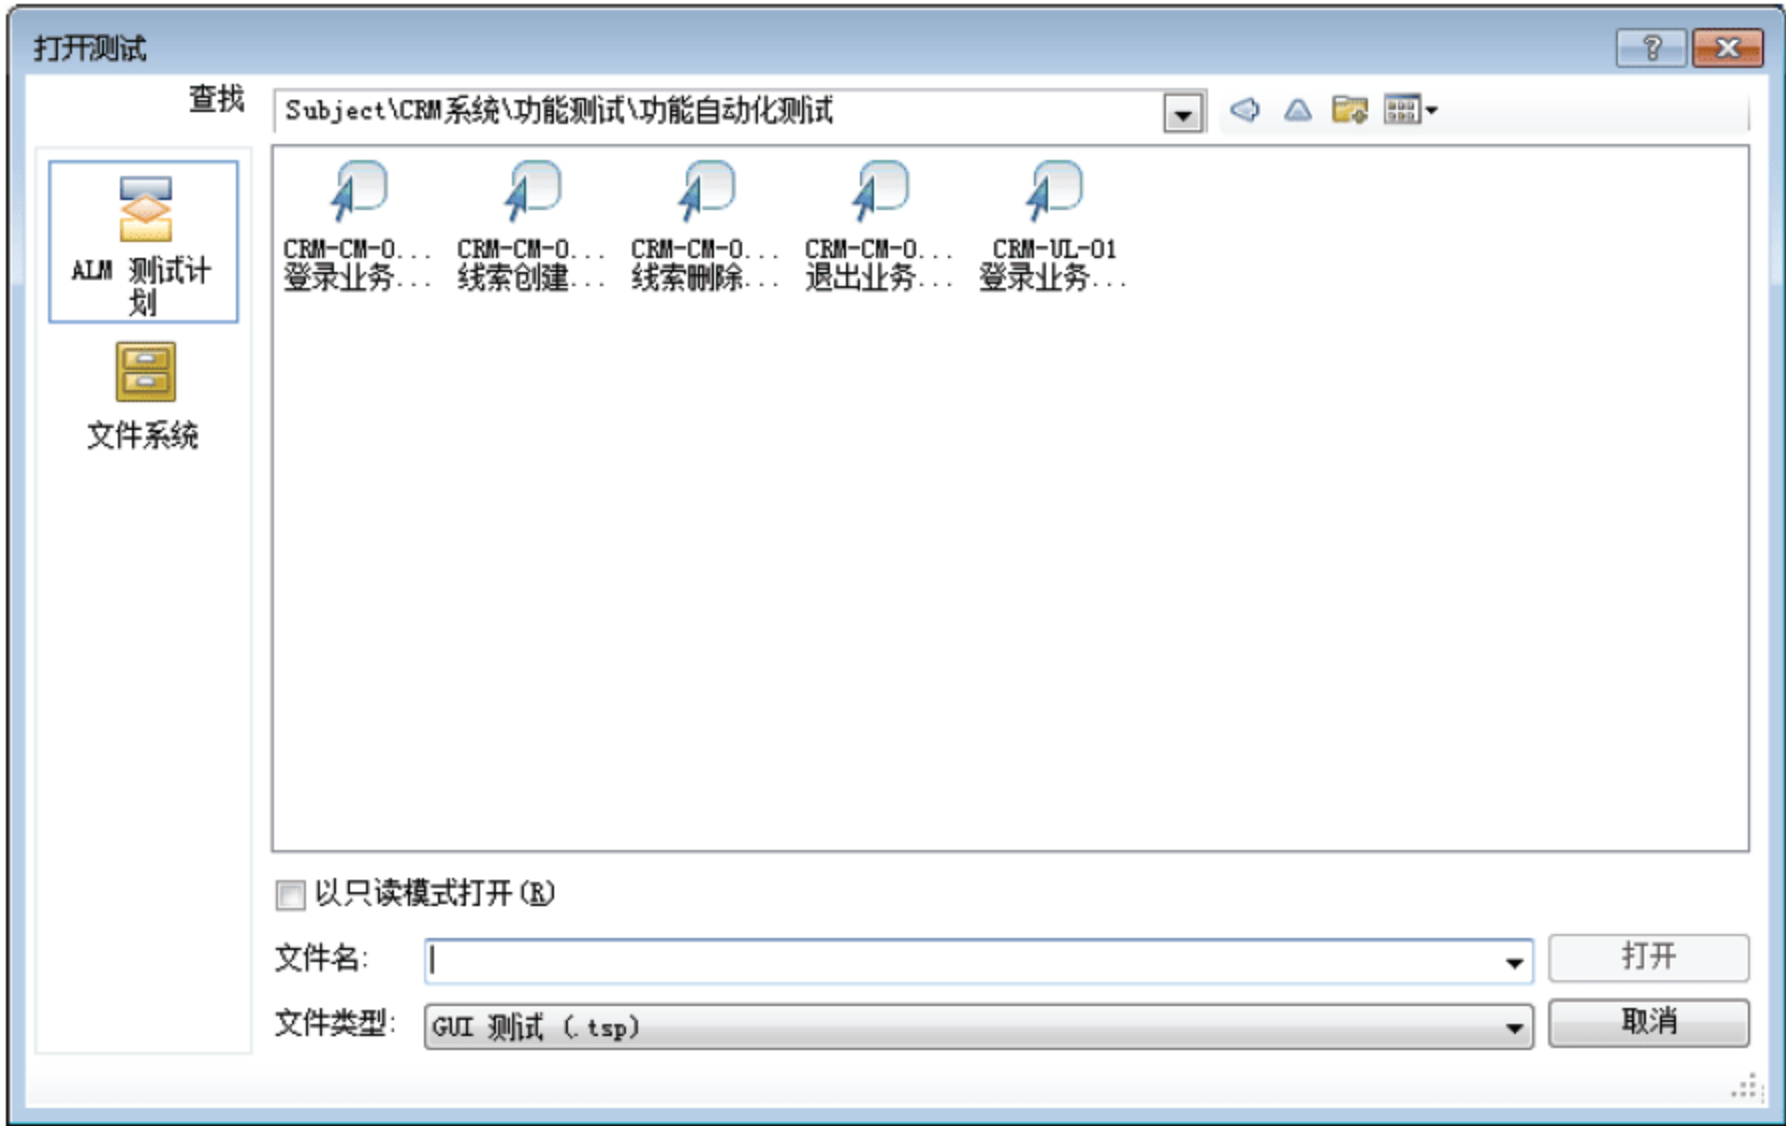 打开测试
查找
Subject\CRM系统\功能测试\功能自动化测试
ALM 测试计
划
文件系统
CRM-CM-0...
登录业务...
CRM-CM-0...
线索创建...
CRM-CM-0...
线索删除...
CRM-CM-0...
退出业务...
CRM-UL-01
登录业务...
以只读模式打开(R)
文件名:
打开
文件类型:
GUI 测试 (.tsp)
取消